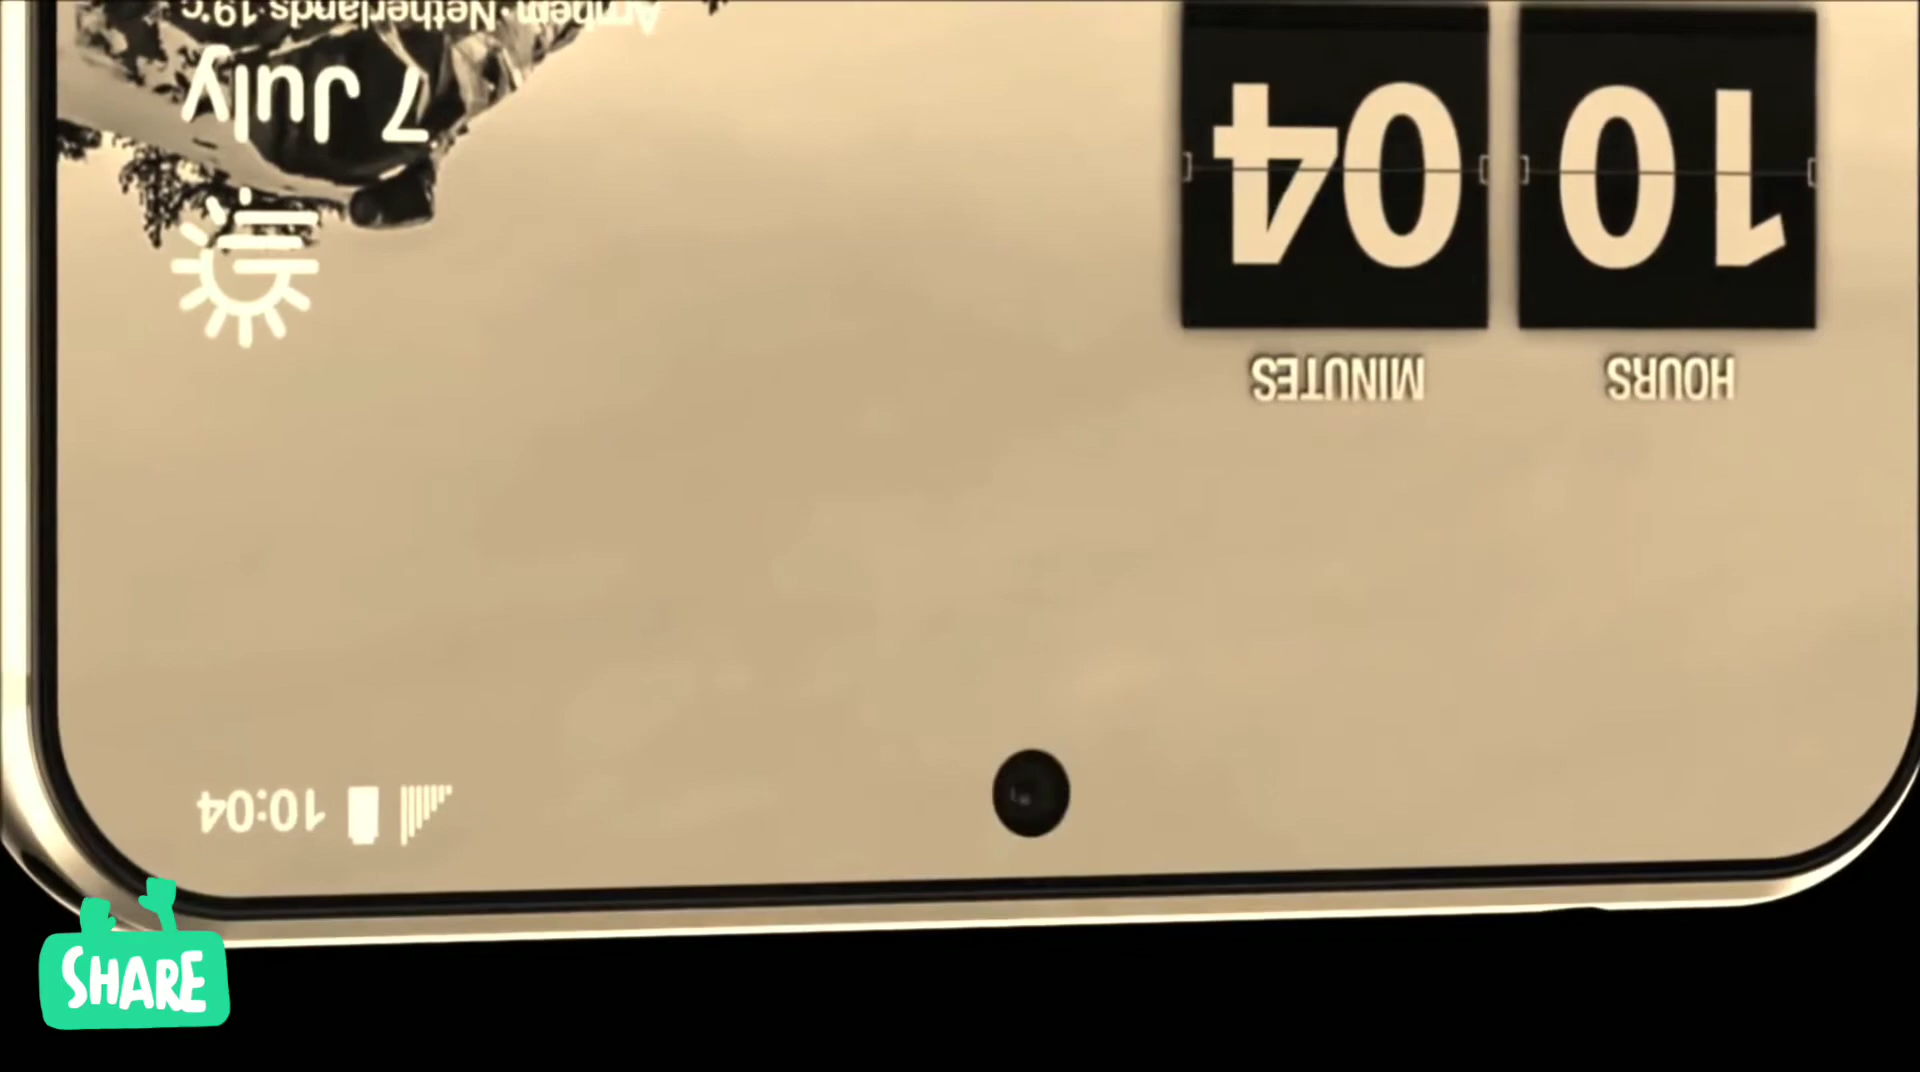 10:04
HOURS
MINUTES
10
04
7 July
Arnhem, Netherlands 19°c
SHARE